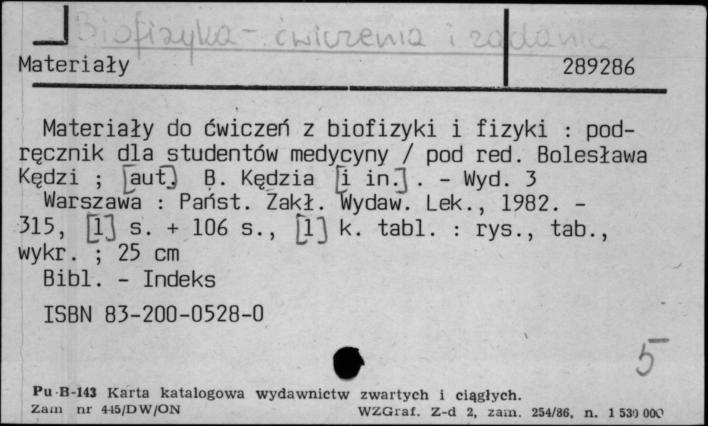 Biofizyka - ćwiczenia i zadania
Materiały 289286
Materiały do ćwiczeń z biofizyki i fizyki : pod-
ręcznik dla studentów medycyny / pod red. Bolesława
Kędzi ; [aut.] B. Kędzia [i in.] . - Wyd. 3
Warszawa : Państ. Zakł. Wydaw. Lek., 1982. -
315, [1] s. + 106 s., [1] k. tabl. : rys., tab.,
wykr. ; 25 cm
Bibl. - Indeks
ISBN 83-200-0528-0
5
Pu-B-143 Karta katalogowa wydawnictw zwartych i ciągłych.
Zam nr 445/DW/ON WZGraf. Z-d 2, zam. 254/86, n. 1 530 000